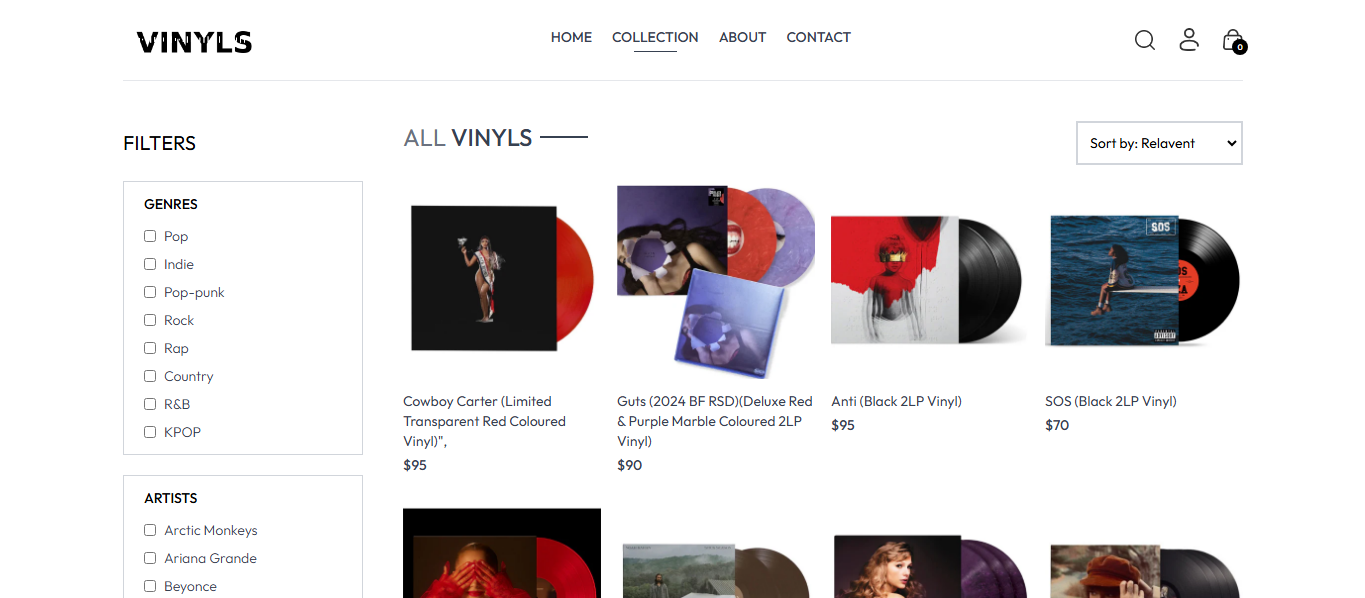 VINYLS
HOME COLLECTION ABOUT CONTACT
0
FILTERS
ALL VINYLS
Sort by: Relavent
GENRES
Pop
Indie
Pop-punk
Rock
Rap
Country
R&B
KPOP
ARTISTS
Arctic Monkeys
Ariana Grande
Beyonce
SOS
Cowboy Carter (Limited
Transparent Red Coloured
Vinyl)",
$95
Guts (2024 BF RSD)(Deluxe Red
& Purple Marble Coloured 2LP
Vinyl)
$90
Anti (Black 2LP Vinyl)
$95
SOS (Black 2LP Vinyl)
$70